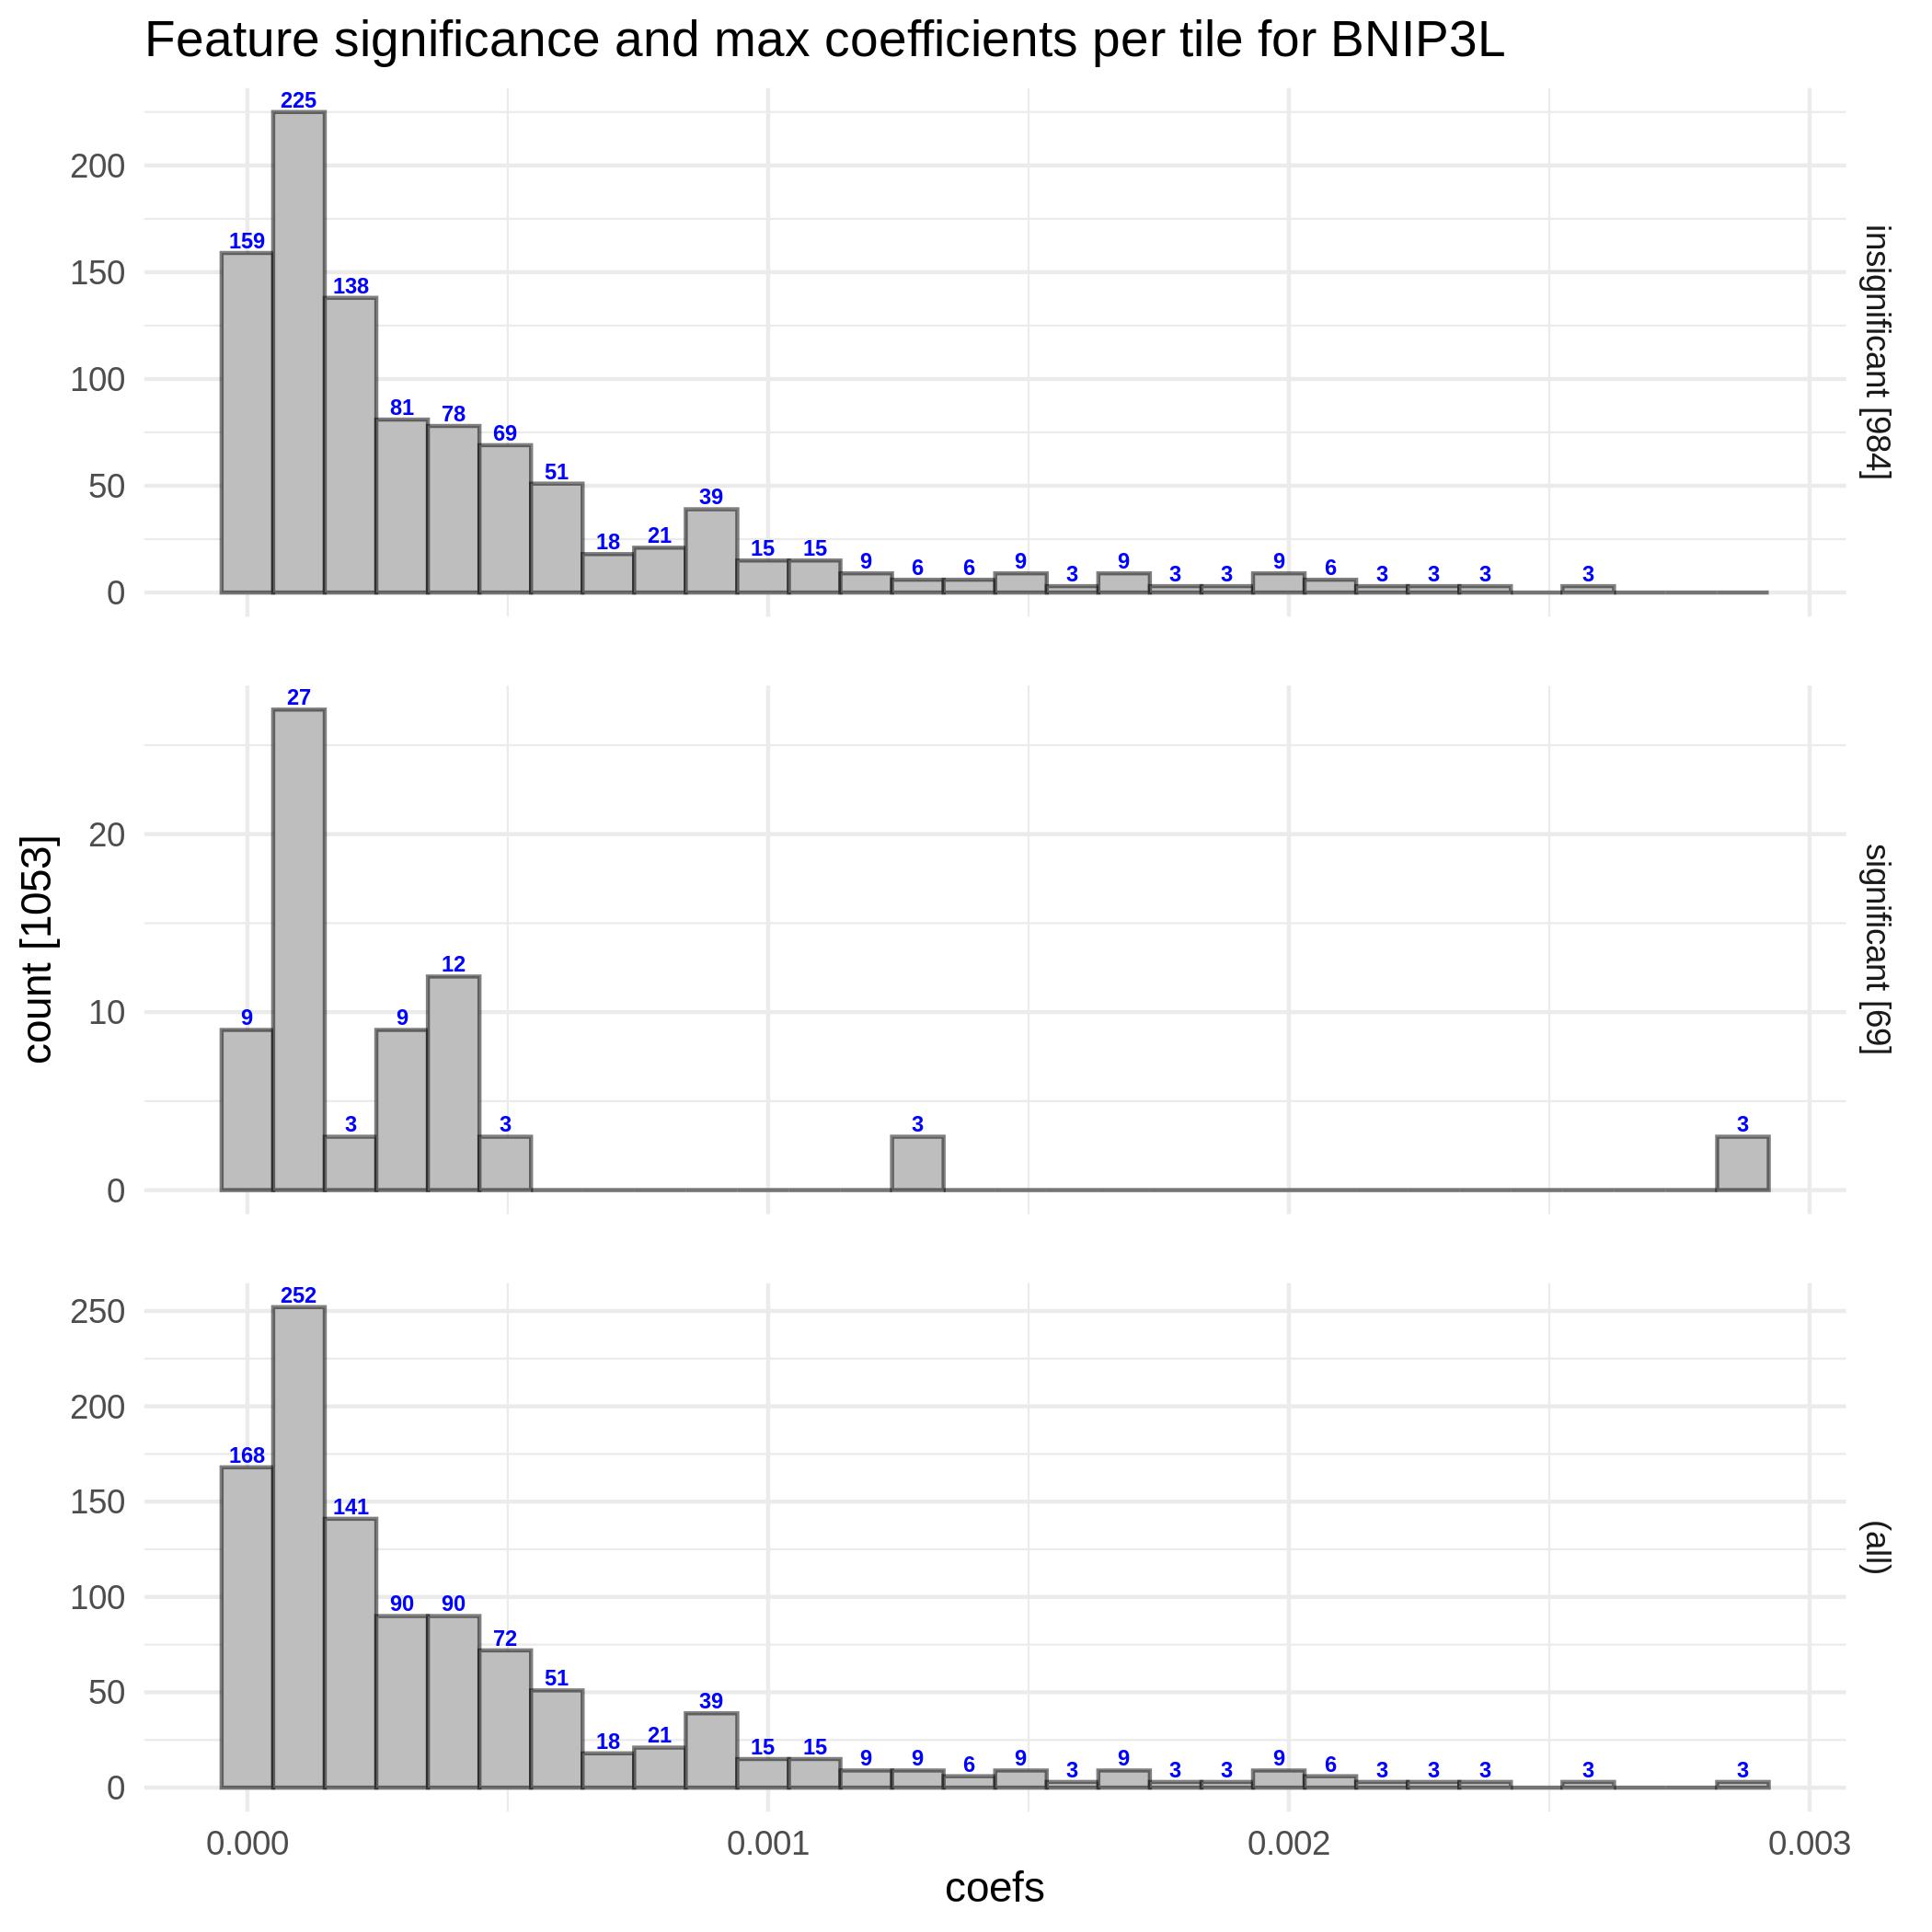 Feature significance and max coefficients per tile for BNIP3L
225
200
159
150
138
100
81 78 69
51
50
39
18 21 15 15 9 6 6 9 3 9 3 3 9 6 3 3 3 3
0
insignificant [984]
27
20
12
10
9 9
3 3 3 3
0
significant [69]
count [1053]
252
250
200
168
150
141
100
90 90
72
51
50
39
18 21 15 15 9 9 6 9 3 9 3 3 9 6 3 3 3 3 3
0
(all)
0.000 0.001 0.002 0.003
coefs